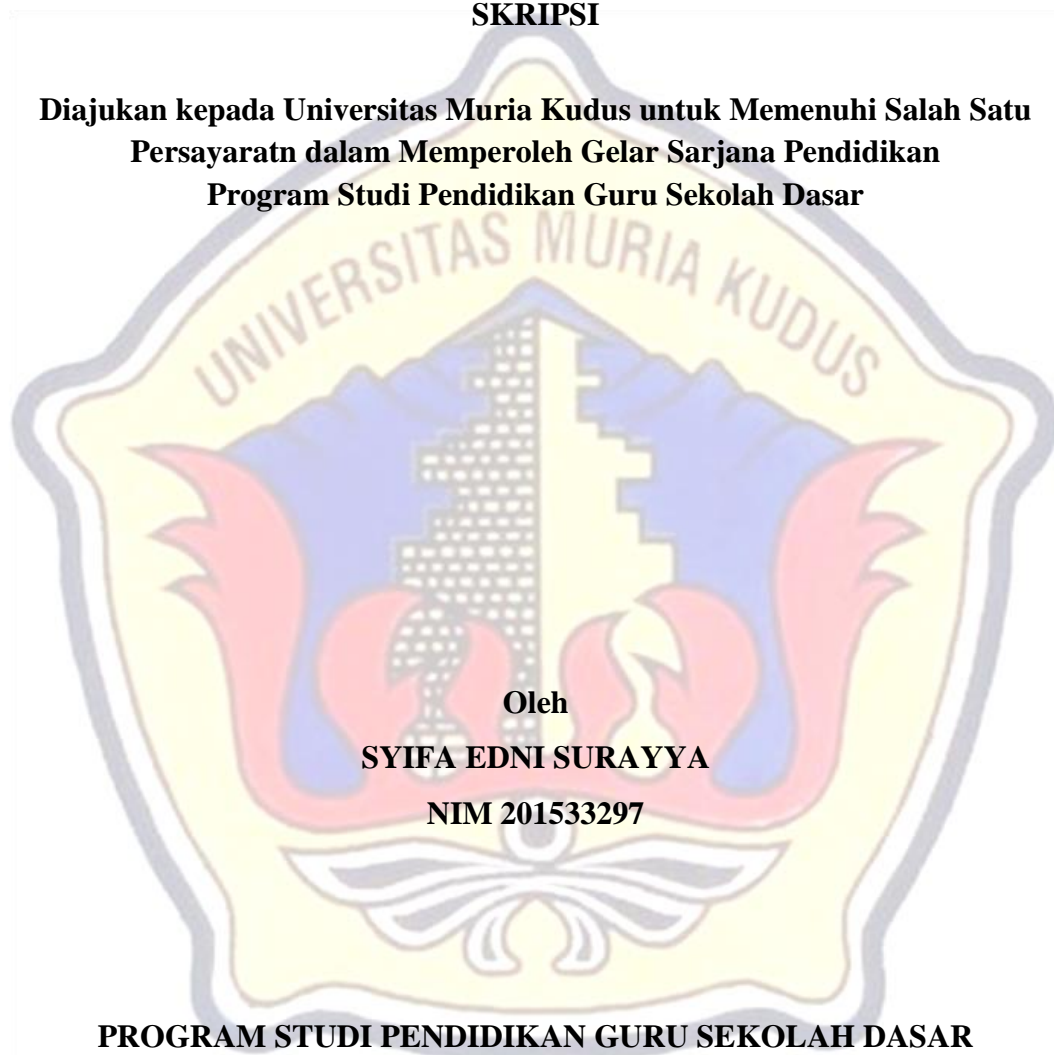 SKRIPSI
Diajukan kepada Universitas Muria Kudus untuk Memenuhi Salah Satu
Persayaratn dalam Memperoleh Gelar Sarjana Pendidikan
Program Studi Pendidikan Guru Sekolah Dasar
UNIVERSITAS MURIA KUDUS
Oleh
SYIFA EDNI SURAYYA
NIM 201533297
PROGRAM STUDI PENDIDIKAN GURU SEKOLAH DASAR